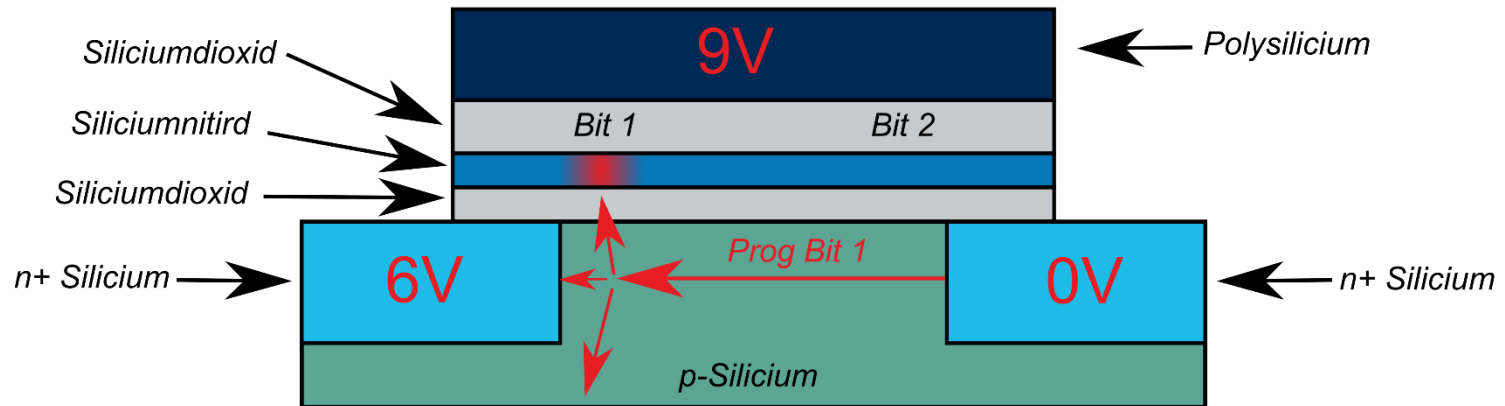 Siliciumdioxid
9V
Polysilicium
Siliciumnitird
Bit 1
Bit 2
Siliciumdioxid
n+ Silicium
6V
Prog Bit 1
0V
n+ Silicium
p-Silicium